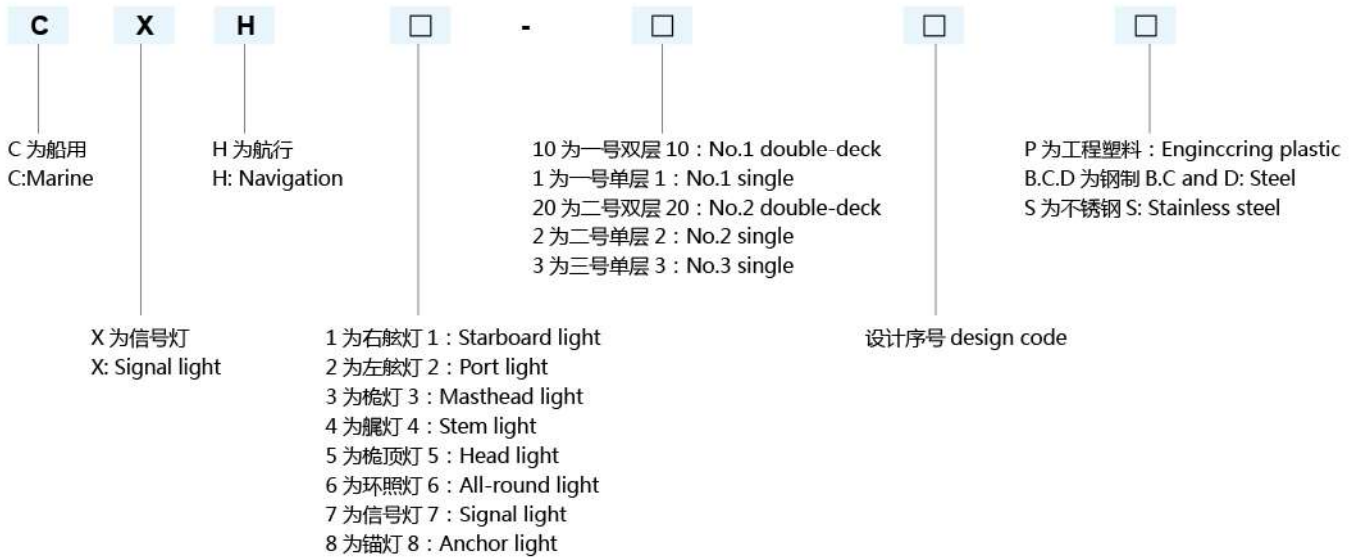 C X H □ - □ □ □
C 为船用
C:Marine
H 为航行
H: Navigation
10 为一号双层 10：No.1 double-deck
1 为一号单层 1：No.1 single
20 为二号双层 20：No.2 double-deck
2 为二号单层 2：No.2 single
3 为三号单层 3：No.3 single
P 为工程塑料：Enginccring plastic
B.C.D 为钢制 B.C and D: Steel
S 为不锈钢 S: Stainless steel
X 为信号灯
X: Signal light
1 为右舷灯 1：Starboard light
2 为左舷灯 2：Port light
3 为桅灯 3：Masthead light
4 为艉灯 4：Stem light
5 为桅顶灯 5：Head light
6 为环照灯 6：All-round light
7 为信号灯 7：Signal light
8 为锚灯 8：Anchor light
设计序号 design code